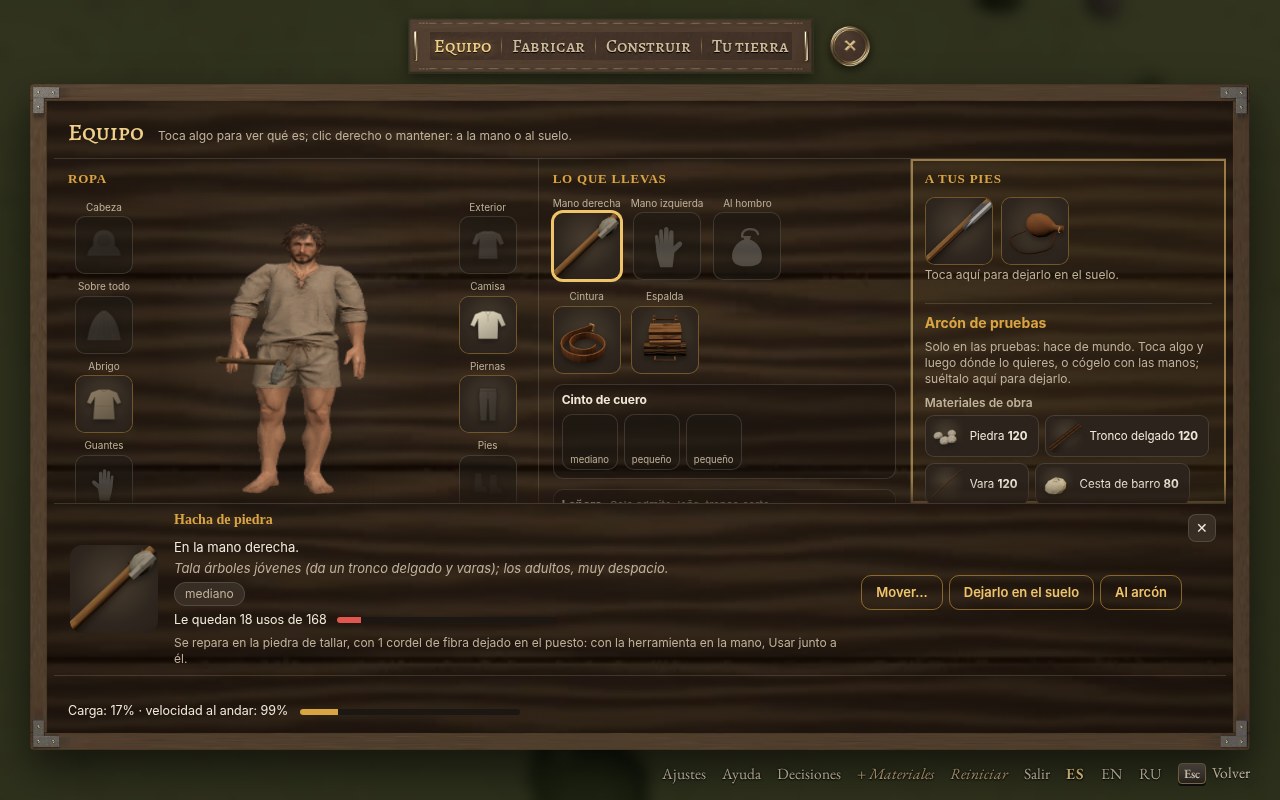 Equipo Fabricar Construir Tu tierra ✕
Equipo Toca algo para ver qué es; clic derecho o mantener: a la mano o al suelo.
ROPA
Cabeza
Exterior
Sobre todo
Camisa
Abrigo
Piernas
Guantes
Pies
LO QUE LLEVAS
Mano derecha Mano izquierda Al hombro
Cintura Espalda
Cinto de cuero
mediano pequeño pequeño
A TUS PIES
Toca aquí para dejarlo en el suelo.
Arcón de pruebas
Solo en las pruebas: hace de mundo. Toca algo y
luego dónde lo quieres, o cógelo con las manos;
suéltalo aquí para dejarlo.
Materiales de obra
Piedra 120 Tronco delgado 120
Vara 120 Cesta de barro 80
Hacha de piedra
✕
En la mano derecha.
Tala árboles jóvenes (da un tronco delgado y varas); los adultos, muy despacio.
mediano
Le quedan 18 usos de 168
Se repara en la piedra de tallar, con 1 cordel de fibra dejado en el puesto: con la herramienta en la mano, Usar junto a
él.
Mover... Dejarlo en el suelo Al arcón
Carga: 17% · velocidad al andar: 99%
Ajustes Ayuda Decisiones + Materiales Reiniciar Salir ES EN RU Esc Volver